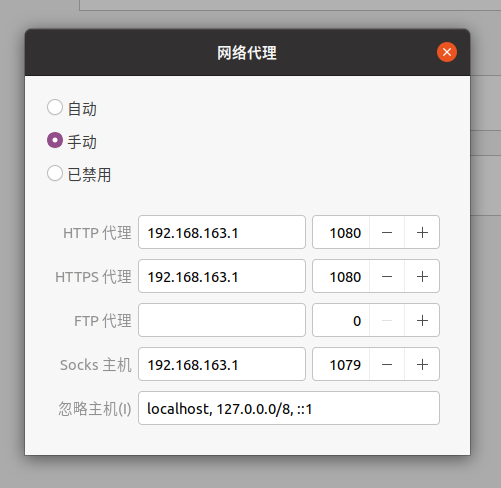 网络代理
自动
手动
已禁用
HTTP 代理 192.168.163.1 1080 − +
HTTPS 代理 192.168.163.1 1080 − +
FTP 代理 0 − +
Socks 主机 192.168.163.1 1079 − +
忽略主机(I) localhost, 127.0.0.0/8, ::1